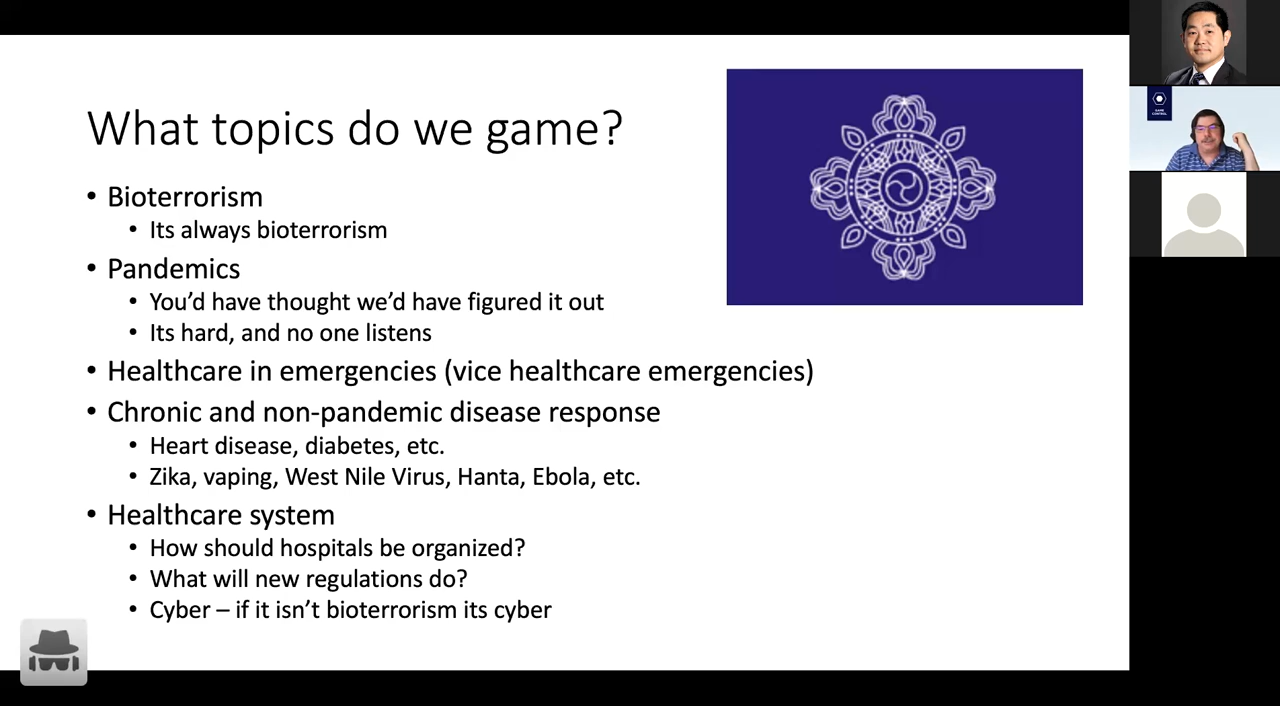 What topics do we game?
• Bioterrorism
• Its always bioterrorism
• Pandemics
• You’d have thought we’d have figured it out
• Its hard, and no one listens
• Healthcare in emergencies (vice healthcare emergencies)
• Chronic and non-pandemic disease response
• Heart disease, diabetes, etc.
• Zika, vaping, West Nile Virus, Hanta, Ebola, etc.
• Healthcare system
• How should hospitals be organized?
• What will new regulations do?
• Cyber – if it isn’t bioterrorism its cyber
GAME
CONTROL